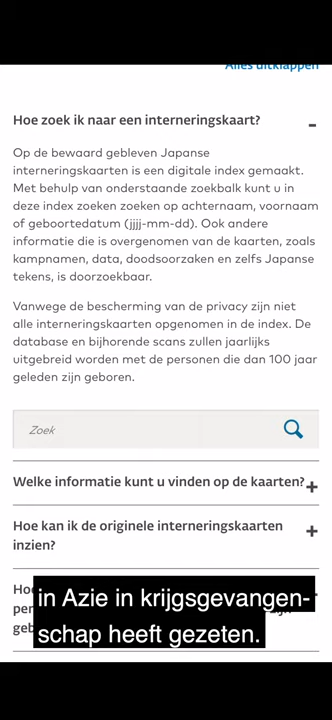 Alles uitklappen
Hoe zoek ik naar een interneringskaart?
Op de bewaard gebleven Japanse
interneringskaarten is een digitale index gemaakt.
Met behulp van onderstaande zoekbalk kunt u in
deze index zoeken zoeken op achternaam, voornaam
of geboortedatum (jjjj-mm-dd). Ook andere
informatie die is overgenomen van de kaarten, zoals
kampnamen, data, doodsoorzaken en zelfs Japanse
tekens, is doorzoekbaar.
Vanwege de bescherming van de privacy zijn niet
alle interneringskaarten opgenomen in de index. De
database en bijhorende scans zullen jaarlijks
uitgebreid worden met de personen die dan 100 jaar
geleden zijn geboren.
Zoek
Welke informatie kunt u vinden op de kaarten?
Hoe kan ik de originele interneringskaarten
inzien?
in Azie in krijgsgevangen-
schap heeft gezeten.